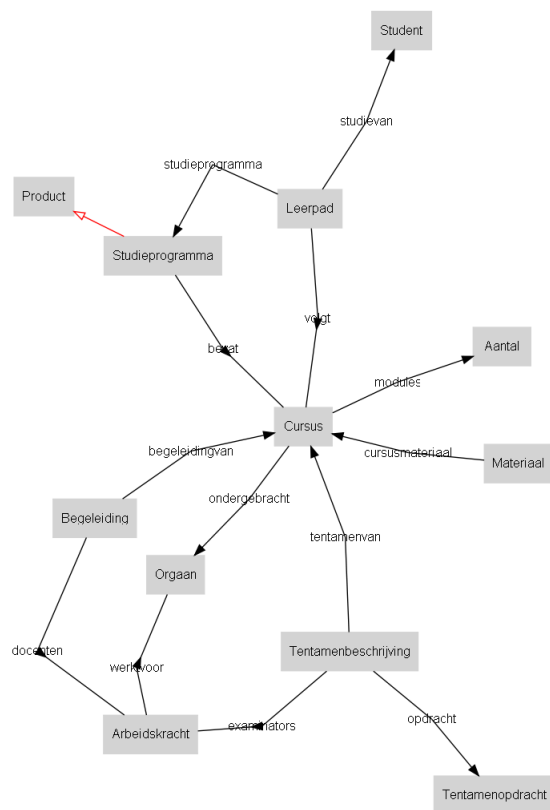 Student
studievan
studieprogramma
Product
Leerpad
Studieprogramma
volgt
bevat
Aantal
modules
Cursus
begeleidingvan
cursusmateriaal
Materiaal
ondergebracht
Begeleiding
tentamenvan
Orgaan
docenten
werktvoor
Tentamenbeschrijving
opdracht
examinators
Arbeidskracht
Tentamenopdracht